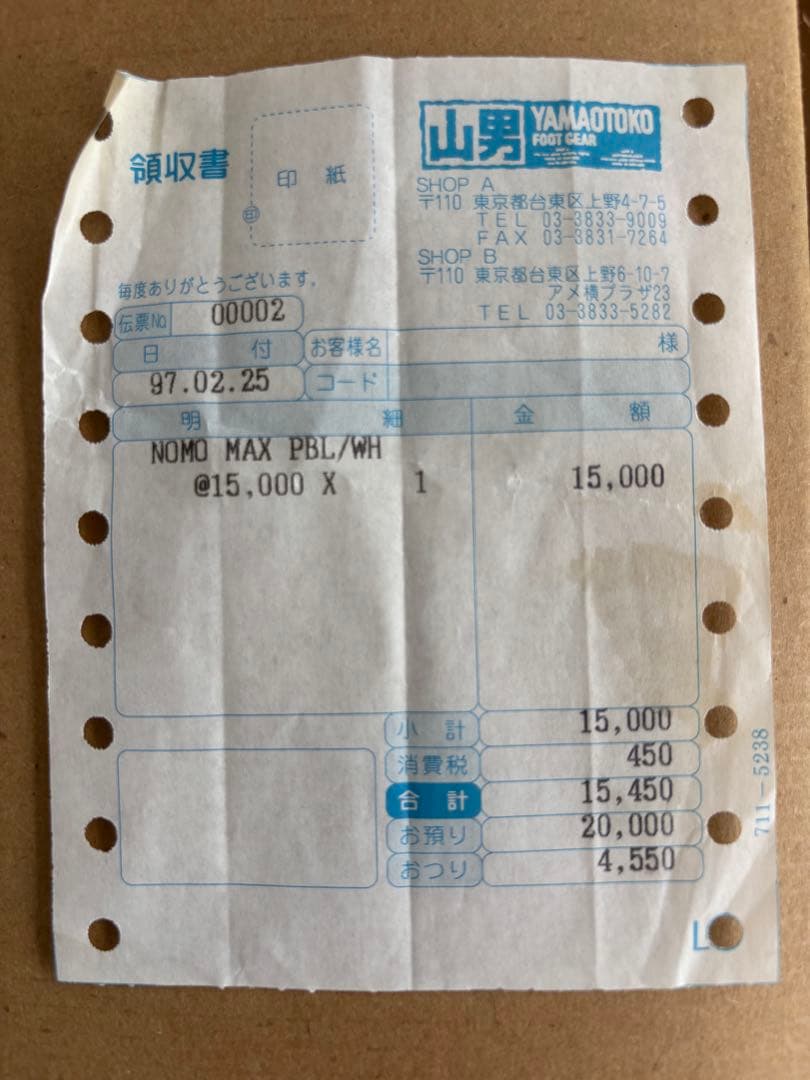 領収書
印 紙
印
山男
YAMAOTOKO
FOOT GEAR
SHOP A
〒110 東京都台東区上野4-7-5
TEL 03-3833-9009
FAX 03-3831-7264
SHOP B
〒110 東京都台東区上野6-10-7
アメ横プラザ23
TEL 03-3833-5282
毎度ありがとうございます。
伝票No 00002
日 付 お客様名 様
97.02.25 コード
明 細 金 額
NOMO MAX PBL/WH
@15,000 X 1 15,000
小 計 15,000
消費税 450
合 計 15,450
お預り 20,000
おつり 4,550
711-5238